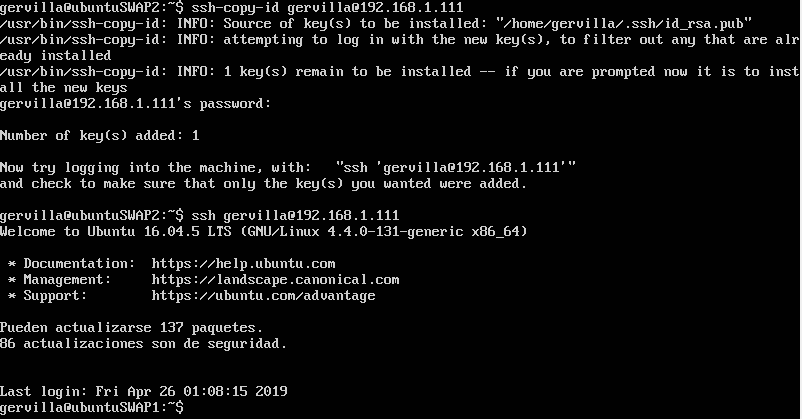 gervilla@ubuntuSWAP2:~$ ssh-copy-id gervilla@192.168.1.111
/usr/bin/ssh-copy-id: INFO: Source of key(s) to be installed: "/home/gervilla/.ssh/id_rsa.pub"
/usr/bin/ssh-copy-id: INFO: attempting to log in with the new key(s), to filter out any that are alr
eady installed
/usr/bin/ssh-copy-id: INFO: 1 key(s) remain to be installed -- if you are prompted now it is to inst
all the new keys
gervilla@192.168.1.111's password:
Number of key(s) added: 1
Now try logging into the machine, with:   "ssh 'gervilla@192.168.1.111'"
and check to make sure that only the key(s) you wanted were added.
gervilla@ubuntuSWAP2:~$ ssh gervilla@192.168.1.111
Welcome to Ubuntu 16.04.5 LTS (GNU/Linux 4.4.0-131-generic x86_64)
* Documentation:  https://help.ubuntu.com
* Management:     https://landscape.canonical.com
* Support:        https://ubuntu.com/advantage
Pueden actualizarse 137 paquetes.
86 actualizaciones son de seguridad.
Last login: Fri Apr 26 01:08:15 2019
gervilla@ubuntuSWAP1:~$